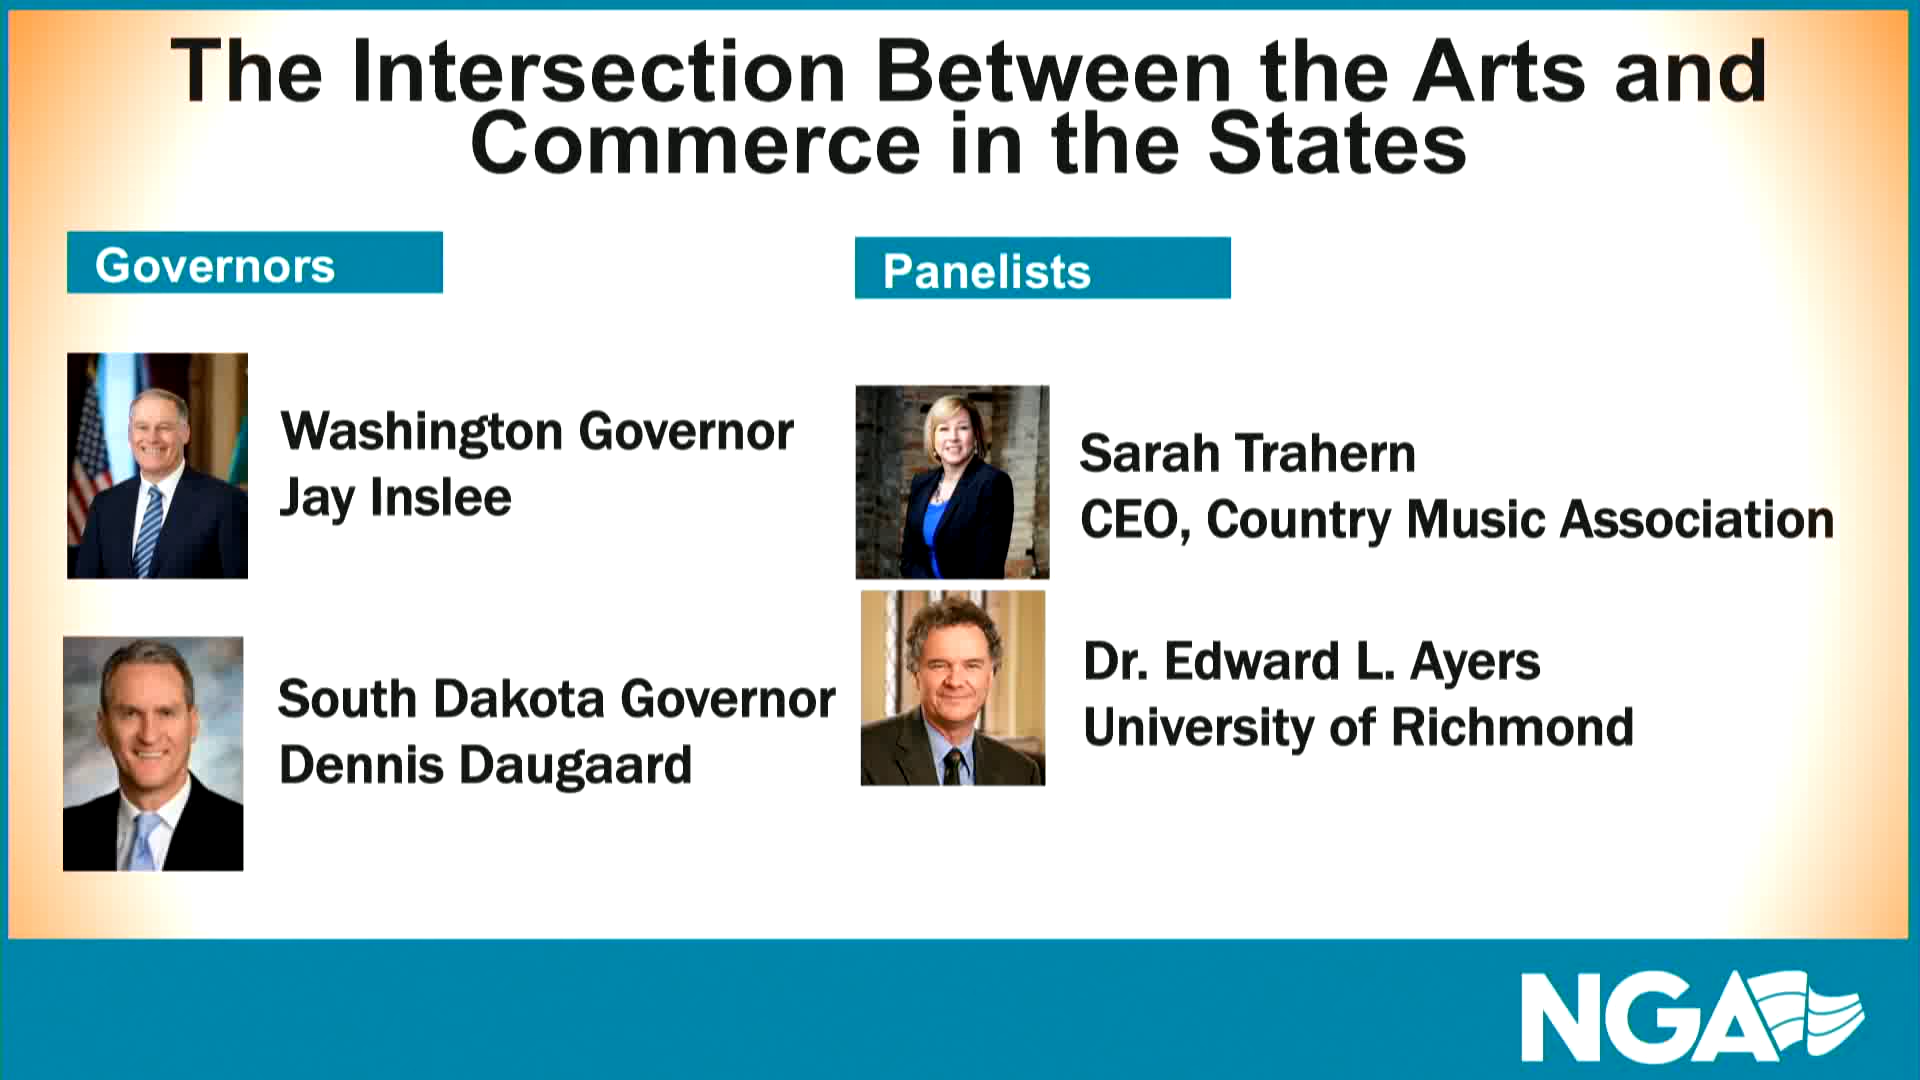 The Intersection Between the Arts and
Commerce in the States
Governors
Washington Governor
Jay Inslee
South Dakota Governor
Dennis Daugaard
Panelists
Sarah Trahern
CEO, Country Music Association
Dr. Edward L. Ayers
University of Richmond
NGA